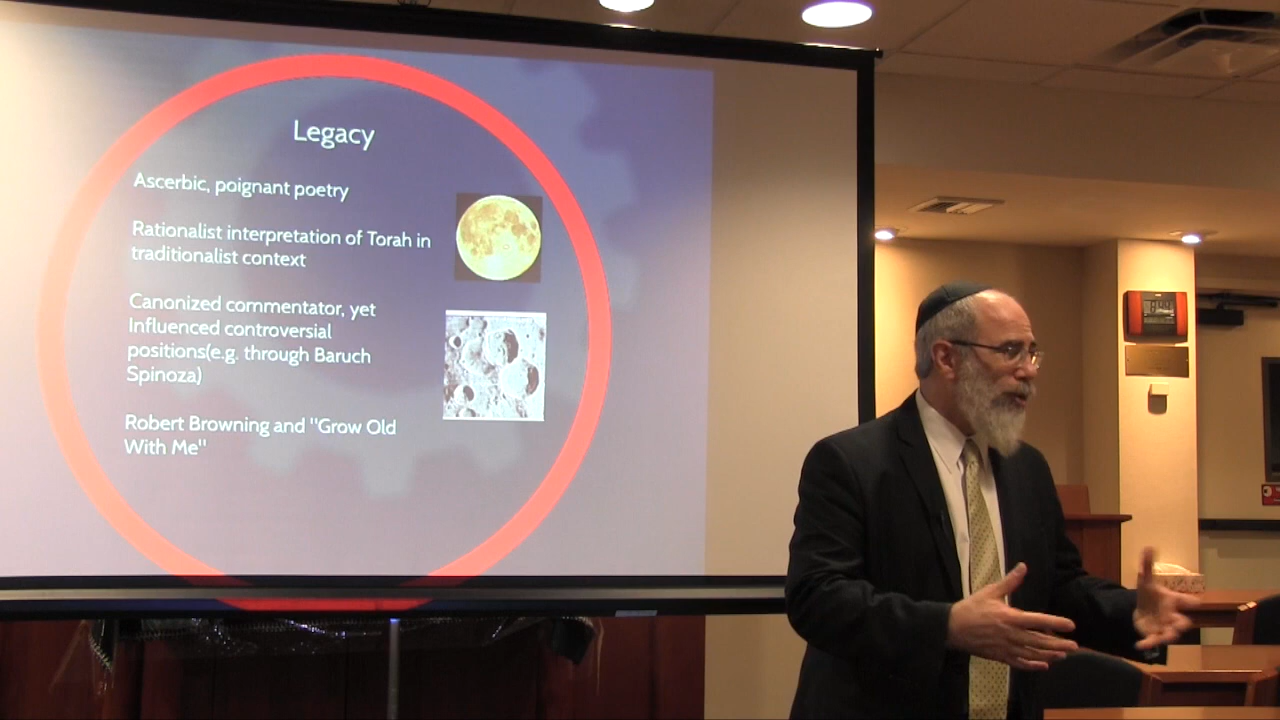 Legacy
Ascerbic, poignant poetry
Rationalist interpretation of Torah in
traditionalist context
Canonized commentator, yet
Influenced controversial
positions(e.g. through Baruch
Spinoza)
Robert Browning and "Grow Old
With Me"